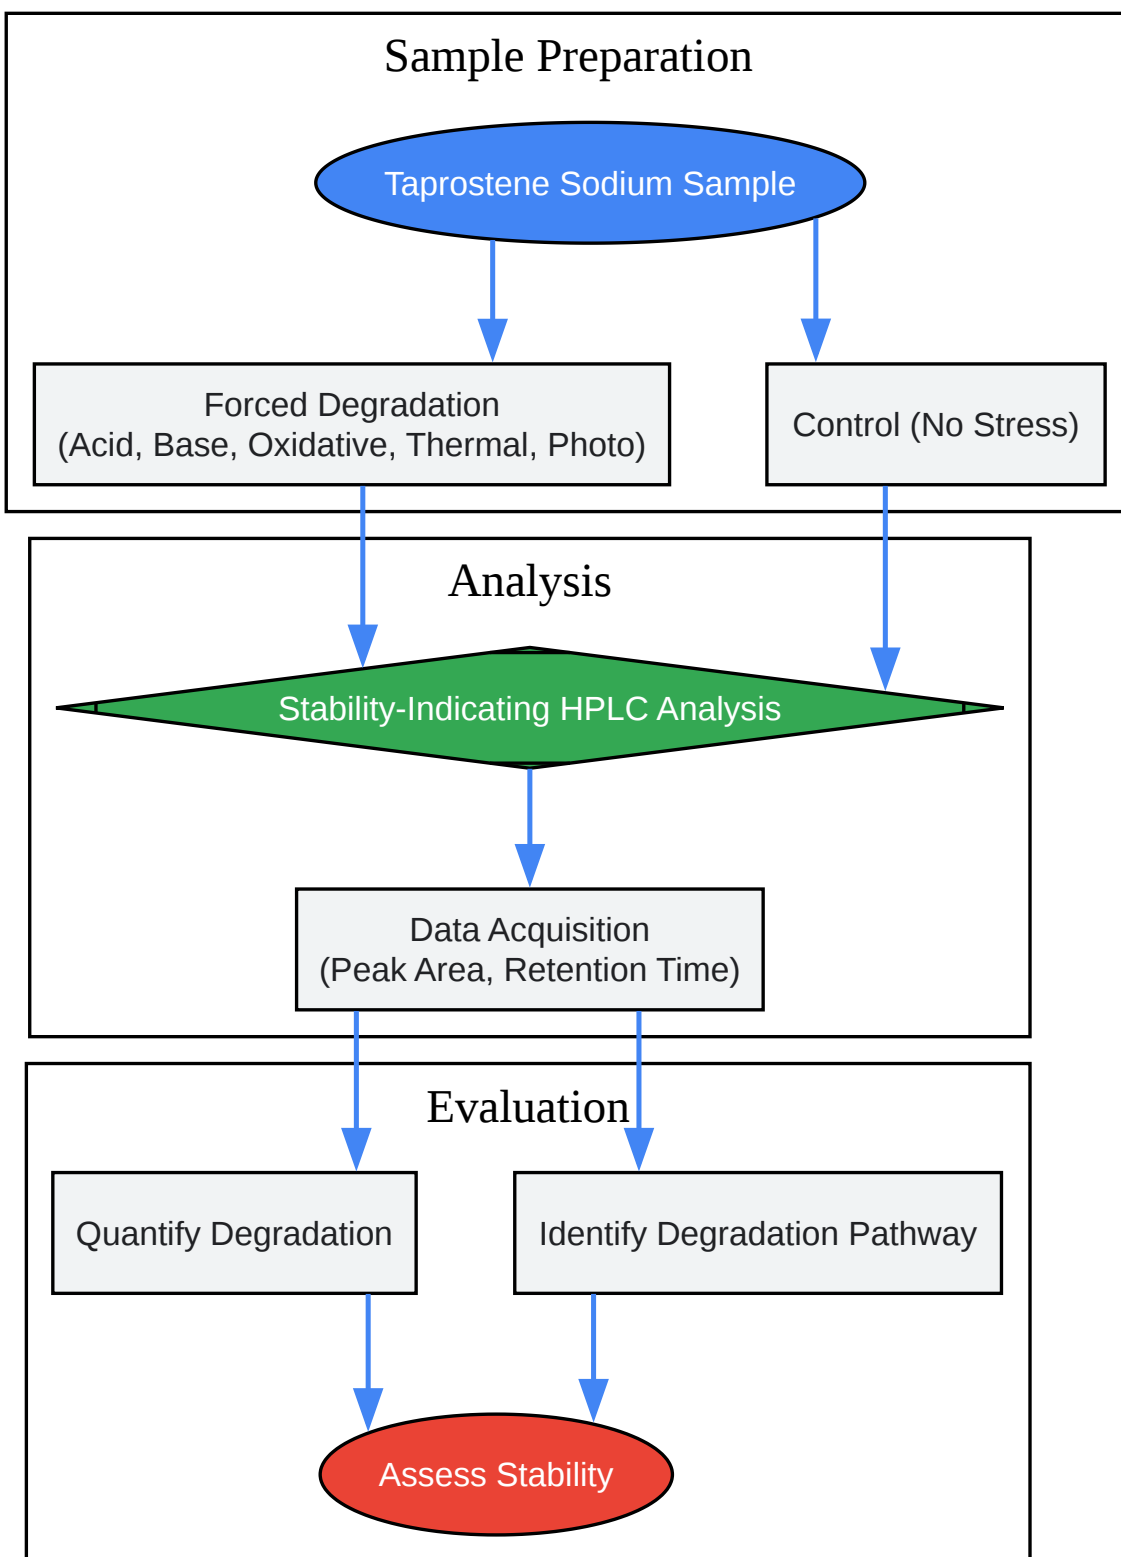 Sample Preparation
Taprostene Sodium Sample
Forced Degradation
(Acid, Base, Oxidative, Thermal, Photo)
Control (No Stress)
Analysis
Stability-Indicating HPLC Analysis
Data Acquisition
(Peak Area, Retention Time)
Evaluation
Quantify Degradation
Identify Degradation Pathway
Assess Stability